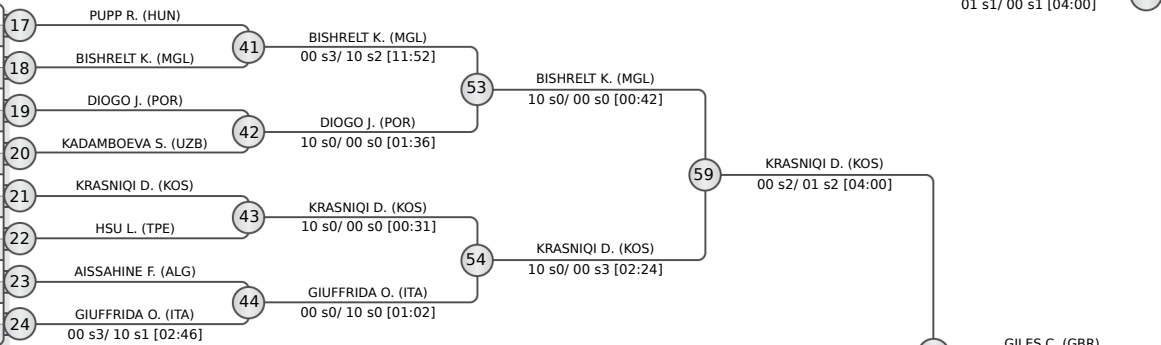 01 s1/ 00 s1 [04:00]
17
PUPP R. (HUN)
18
BISHRELT K. (MGL)
41
BISHRELT K. (MGL)
00 s3/ 10 s2 [11:52]
19
DIOGO J. (POR)
20
KADAMBOEVA S. (UZB)
42
DIOGO J. (POR)
10 s0/ 00 s0 [01:36]
53
BISHRELT K. (MGL)
10 s0/ 00 s0 [00:42]
21
KRASNIQI D. (KOS)
22
HSU L. (TPE)
43
KRASNIQI D. (KOS)
10 s0/ 00 s0 [00:31]
23
AISSAHINE F. (ALG)
24
GIUFFRIDA O. (ITA)
00 s3/ 10 s1 [02:46]
44
GIUFFRIDA O. (ITA)
00 s0/ 10 s0 [01:02]
54
KRASNIQI D. (KOS)
10 s0/ 00 s3 [02:24]
59
KRASNIQI D. (KOS)
00 s2/ 01 s2 [04:00]
GILES C. (GBR)